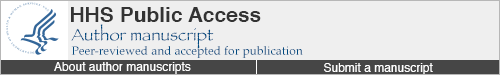 HHS Public Access
Author manuscript
Peer-reviewed and accepted for publication
About author manuscripts
Submit a manuscript